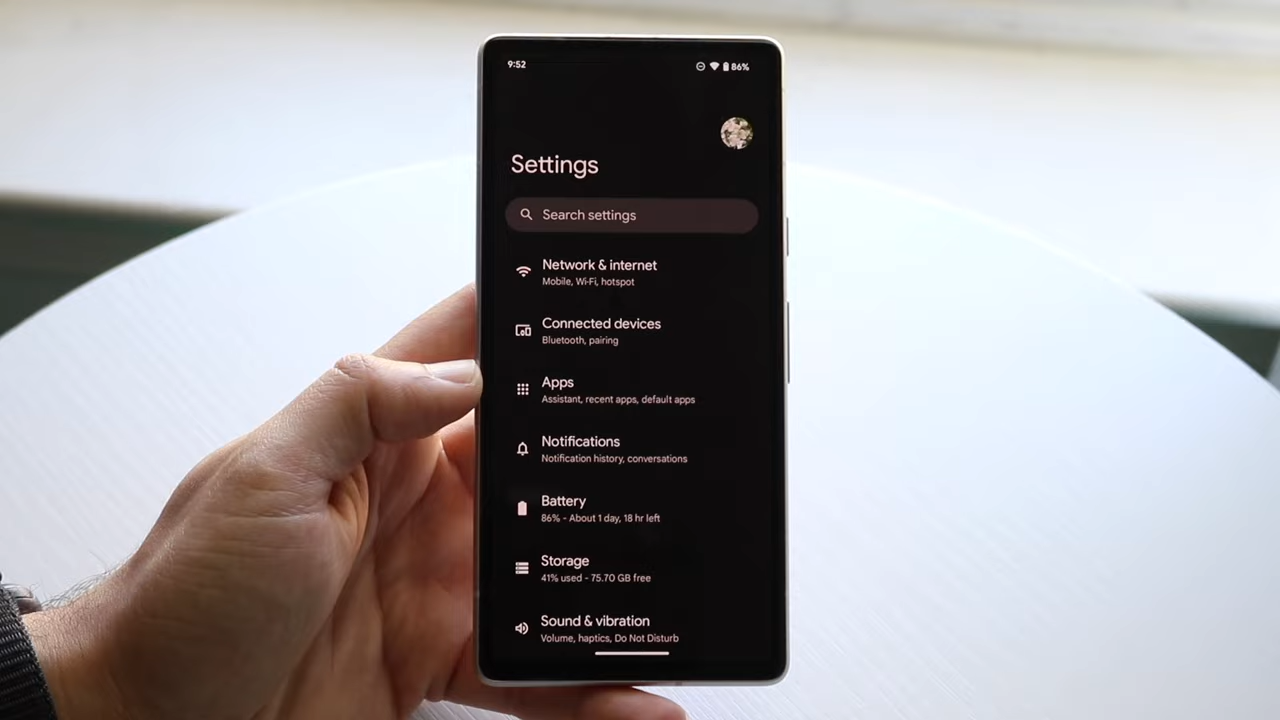 9:52
86%
Settings
Search settings
Network & internet
Mobile, Wi-Fi, hotspot
Connected devices
Bluetooth, pairing
Apps
Assistant, recent apps, default apps
Notifications
Notification history, conversations
Battery
86% - About 1 day, 18 hr left
Storage
41% used - 75.70 GB free
Sound & vibration
Volume, haptics, Do Not Disturb